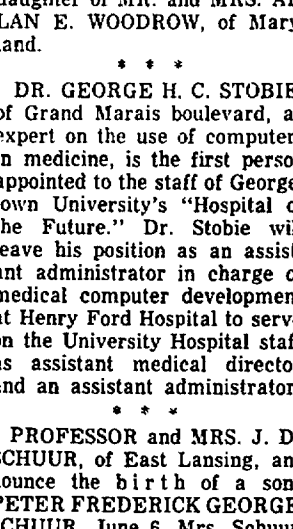 daughter of MR. and MRS. AL
LAN E. WOODROW, of Mary
land.
* * *
DR. GEORGE H. C. STOBIE
of Grand Marais boulevard, a
expert on the use of computer
in medicine, is the first perso
appointed to the staff of George
town University's "Hospital o
the Future." Dr. Stobie wil
leave his position as an assist
ant administrator in charge o
medical computer developmen
at Henry Ford Hospital to serv
on the University Hospital staf
as assistant medical directo
and an assistant administrator
* * *
PROFESSOR and MRS. J. D.
SCHUUR, of East Lansing, an
nounce the birth of a son
PETER FREDERICK GEORGE
SCHUUR, June 6. Mrs. Schuur